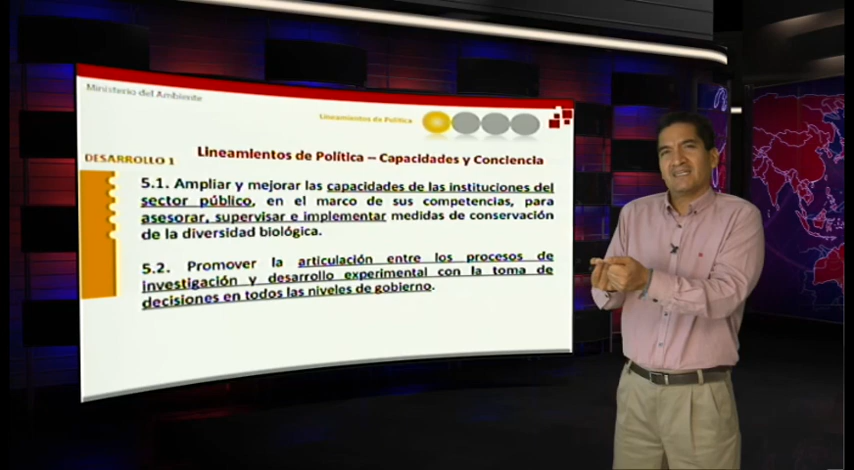 Ministerio del Ambiente
Lineamientos de Política
DESARROLLO 1
Lineamientos de Política – Capacidades y Conciencia
5.1. Ampliar y mejorar las capacidades de las instituciones del
sector público, en el marco de sus competencias, para
asesorar, supervisar e implementar medidas de conservación
de la diversidad biológica.
5.2. Promover la articulación entre los procesos de
investigación y desarrollo experimental con la toma de
decisiones en todos las niveles de gobierno.